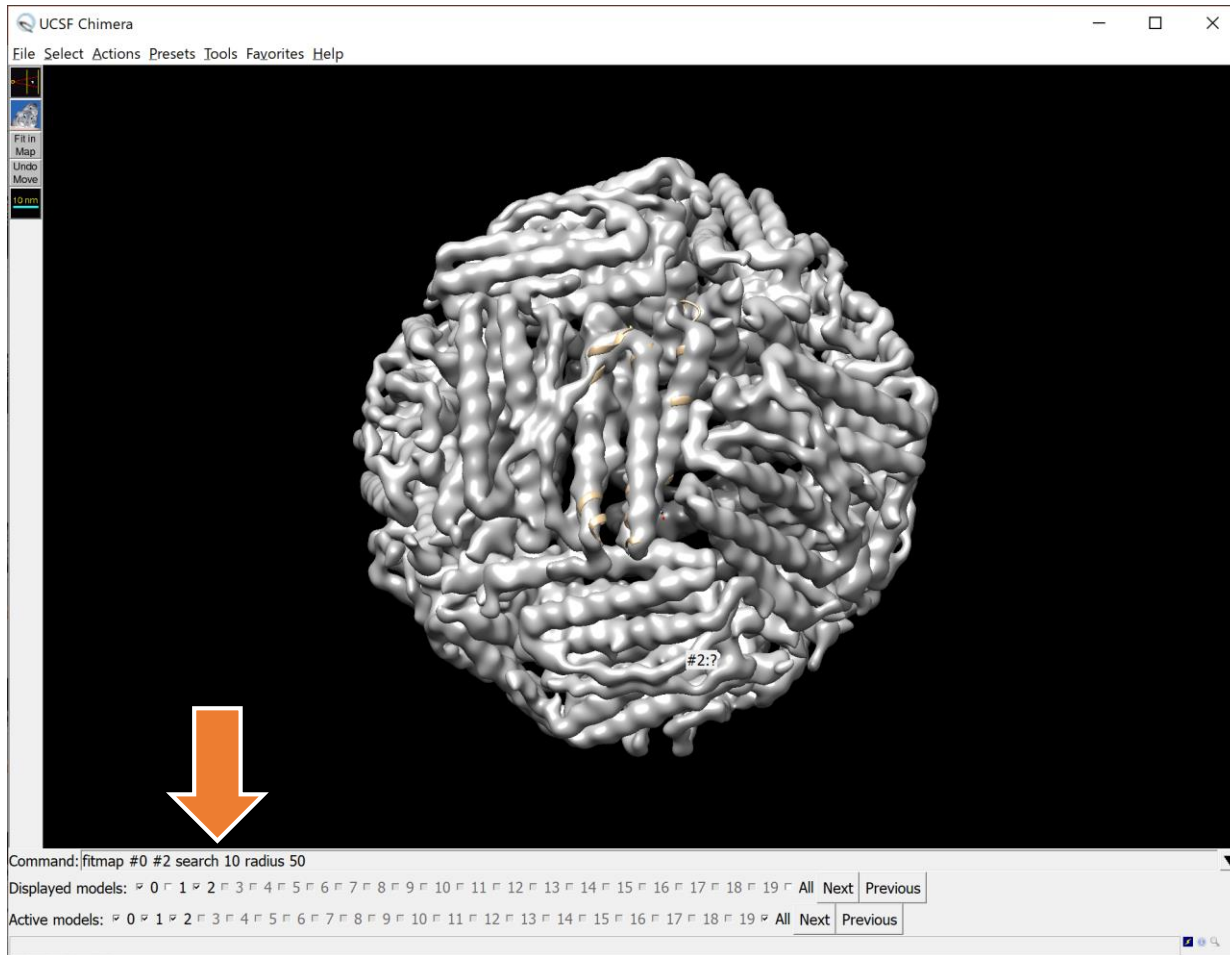 UCSF Chimera
File Select Actions Presets Tools Favorites Help
Fit in
Map
Undo
Move
10 nm
#2:?
Command: fitmap #0 #2 search 10 radius 50
Displayed models: 0 1 2 3 4 5 6 7 8 9 10 11 12 13 14 15 16 17 18 19 All Next Previous
Active models: 0 1 2 3 4 5 6 7 8 9 10 11 12 13 14 15 16 17 18 19 All Next Previous